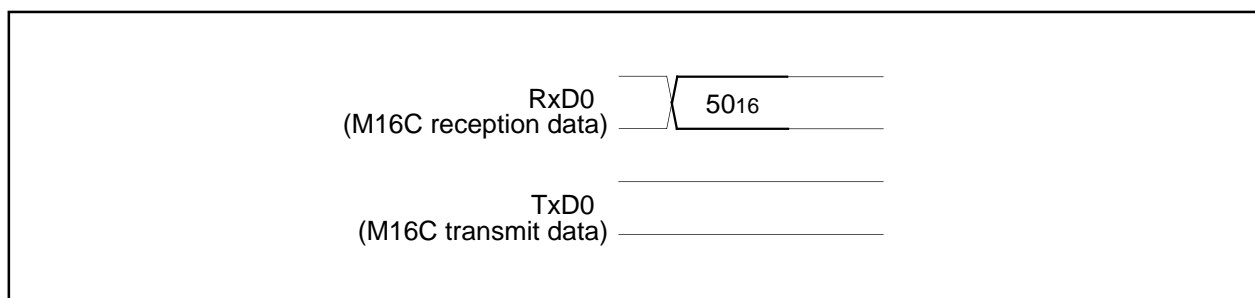 RxD0
(M16C reception data)
5016
TxD0
(M16C transmit data)